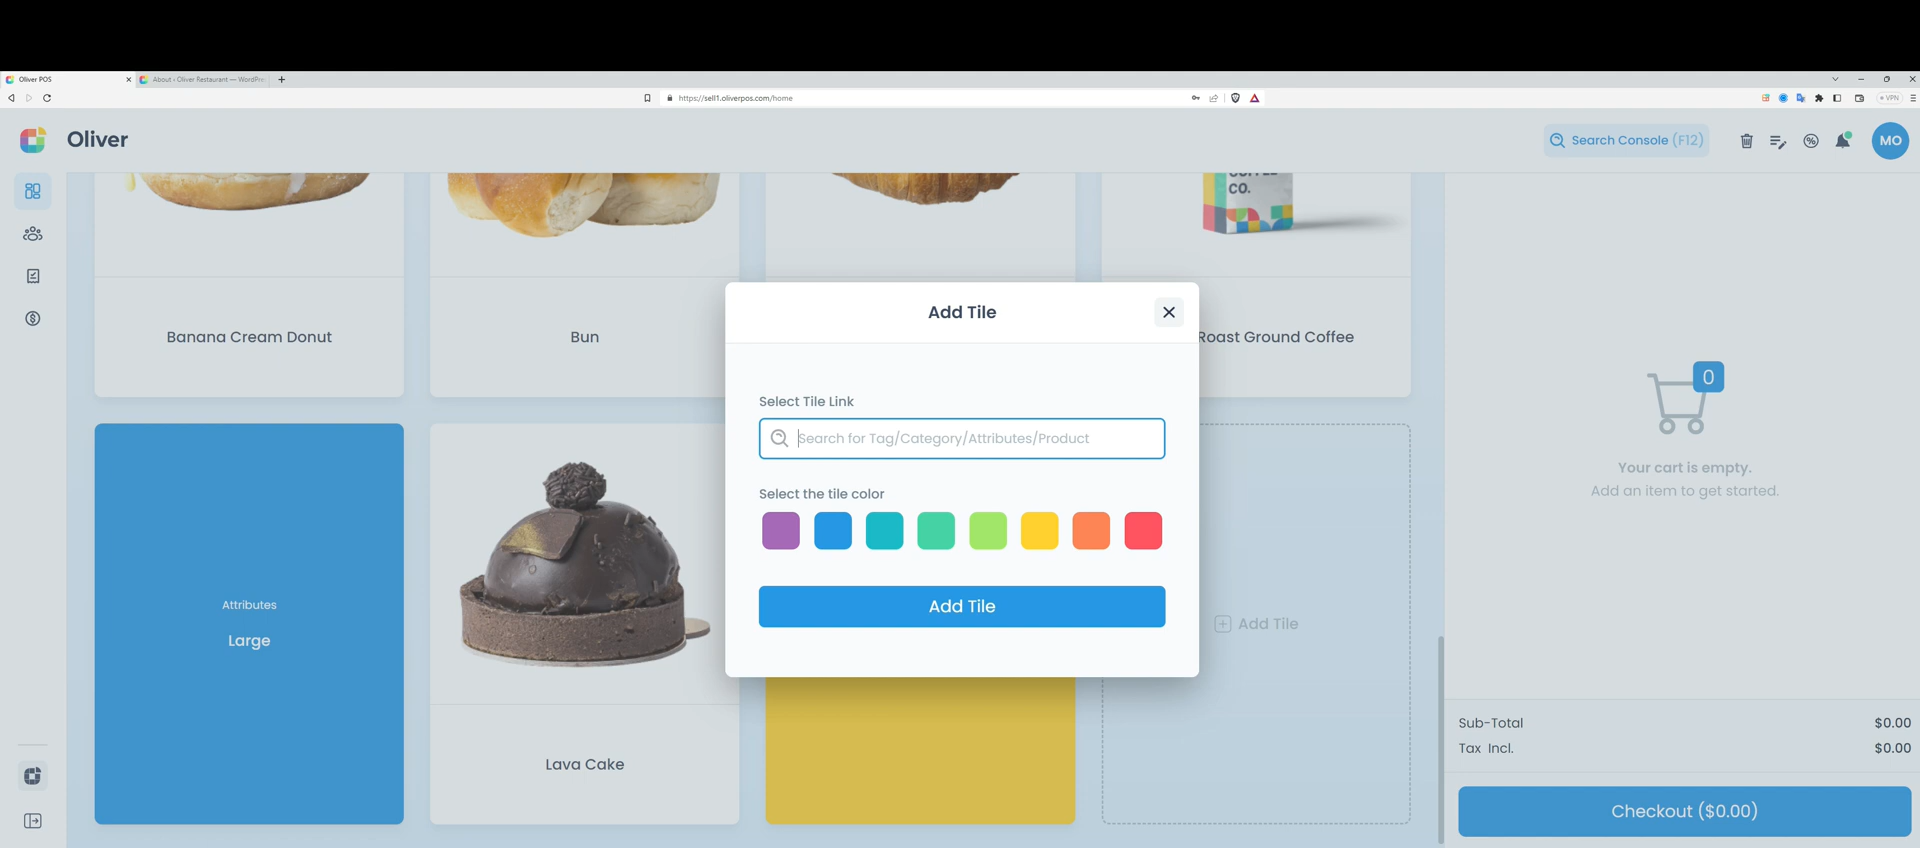 Oliver POS
About ‹ Oliver Restaurant — WordPre
https://sell1.oliverpos.com/home
VPN
Oliver
Search Console (F12)
MO
CO.
Banana Cream Donut
Bun
Roast Ground Coffee
Add Tile
Select Tile Link
Search for Tag/Category/Attributes/Product
Select the tile color
Add Tile
Attributes
Large
Lava Cake
Add Tile
0
Your cart is empty.
Add an item to get started.
Sub-Total $0.00
Tax Incl. $0.00
Checkout ($0.00)